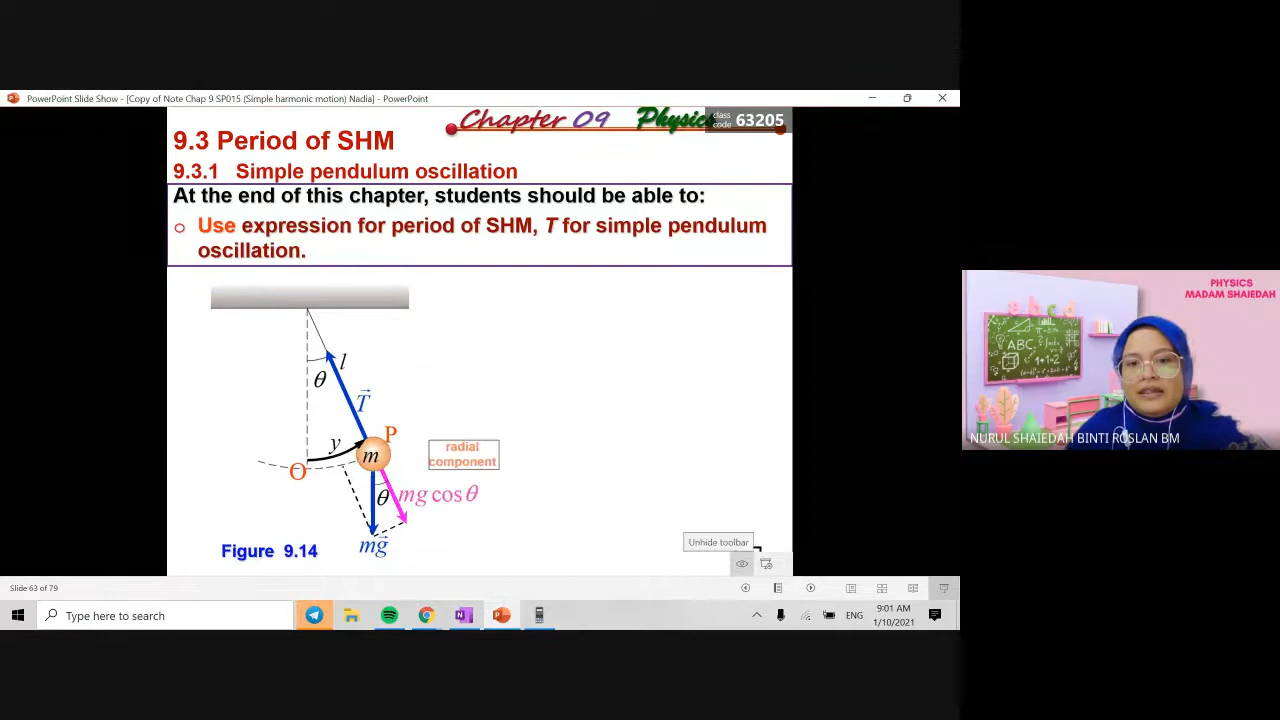 PowerPoint Slide Show - [Copy of Note Chap 9 SP015 (Simple harmonic motion) Nadia] - PowerPoint
Chapter 09 Physics
class code 63205
9.3 Period of SHM
9.3.1 Simple pendulum oscillation
At the end of this chapter, students should be able to:
Use expression for period of SHM, T for simple pendulum
oscillation.
θ
l
T
y
P
O
m
radial
component
θ
mg cos θ
mg
Figure 9.14
Unhide toolbar
Slide 63 of 79
Type here to search
ENG
9:01 AM
1/10/2021
PHYSICS
MADAM SHAIEDAH
a b c d
ABC
1+1=2
NURUL SHAIEDAH BINTI ROSLAN BM